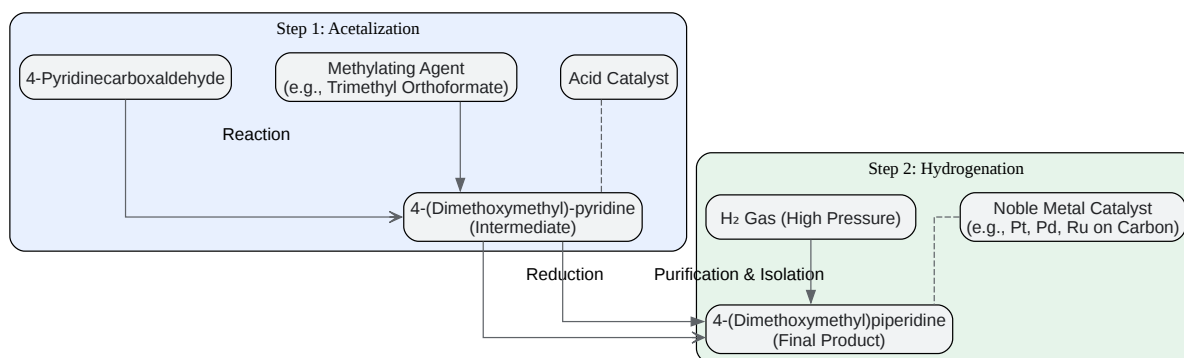 Step 1: Acetalization
4-Pyridinecarboxaldehyde
Methylating Agent
(e.g., Trimethyl Orthoformate)
Acid Catalyst
Reaction
4-(Dimethoxymethyl)-pyridine
(Intermediate)
Step 2: Hydrogenation
H₂ Gas (High Pressure)
Noble Metal Catalyst
(e.g., Pt, Pd, Ru on Carbon)
Reduction
Purification & Isolation
4-(Dimethoxymethyl)piperidine
(Final Product)